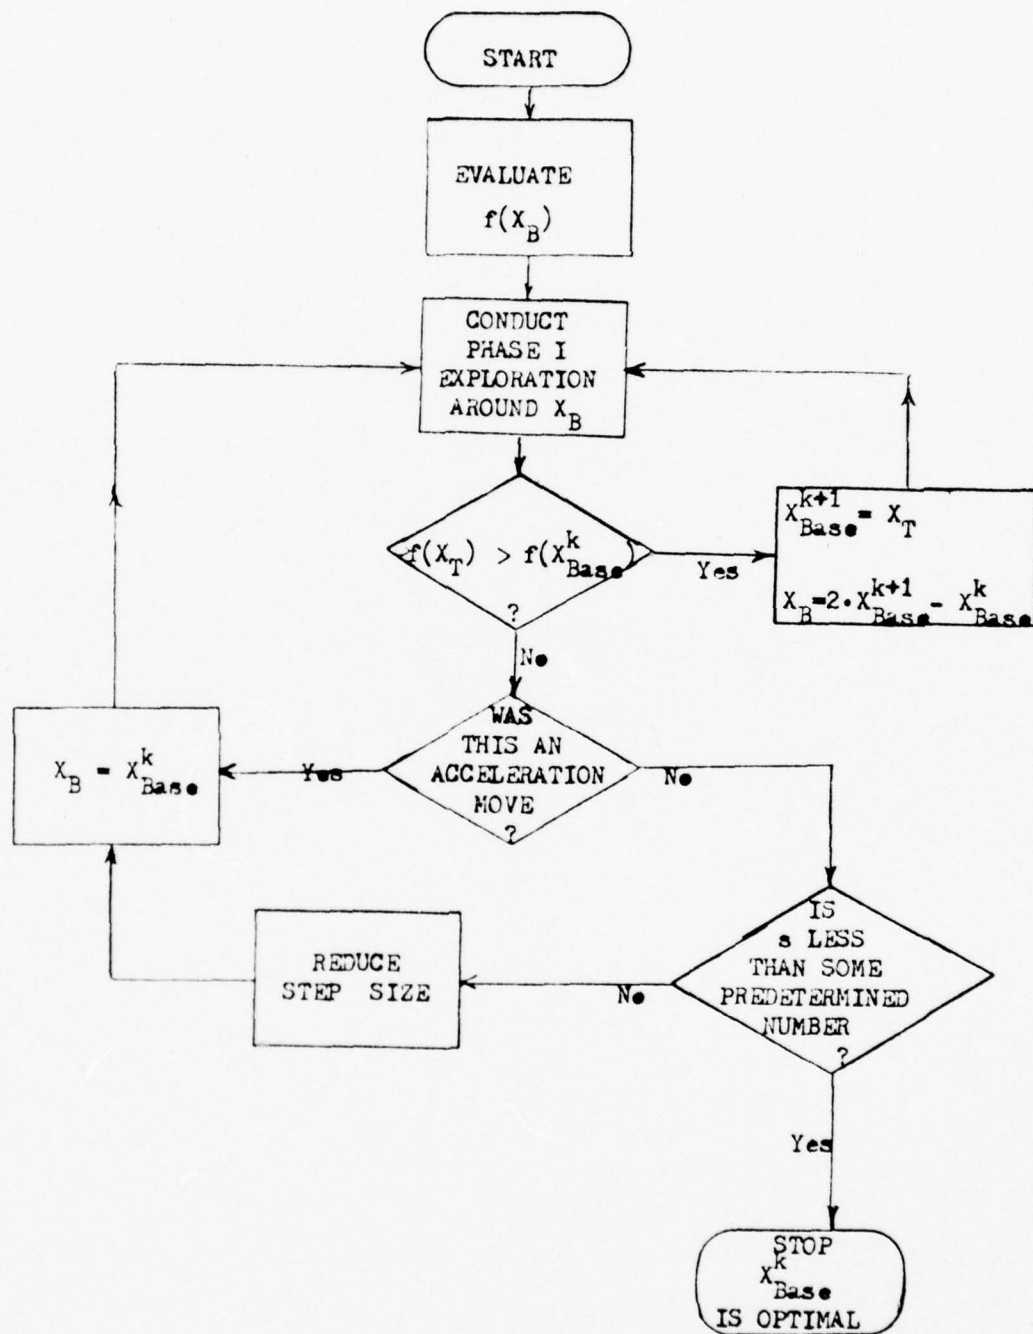 START
EVALUATE
f(X_B)
CONDUCT
PHASE I
EXPLORATION
AROUND X_B
f(X_T) > f(X^k_Base)
?
Yes
X^{k+1}_Base = X_T
X_B=2·X^{k+1}_Base - X^k_Base
No
WAS
THIS AN
ACCELERATION
MOVE
?
Yes
X_B = X^k_Base
No
IS
s LESS
THAN SOME
PREDETERMINED
NUMBER
?
No
REDUCE
STEP SIZE
Yes
STOP
X^k_Base
IS OPTIMAL